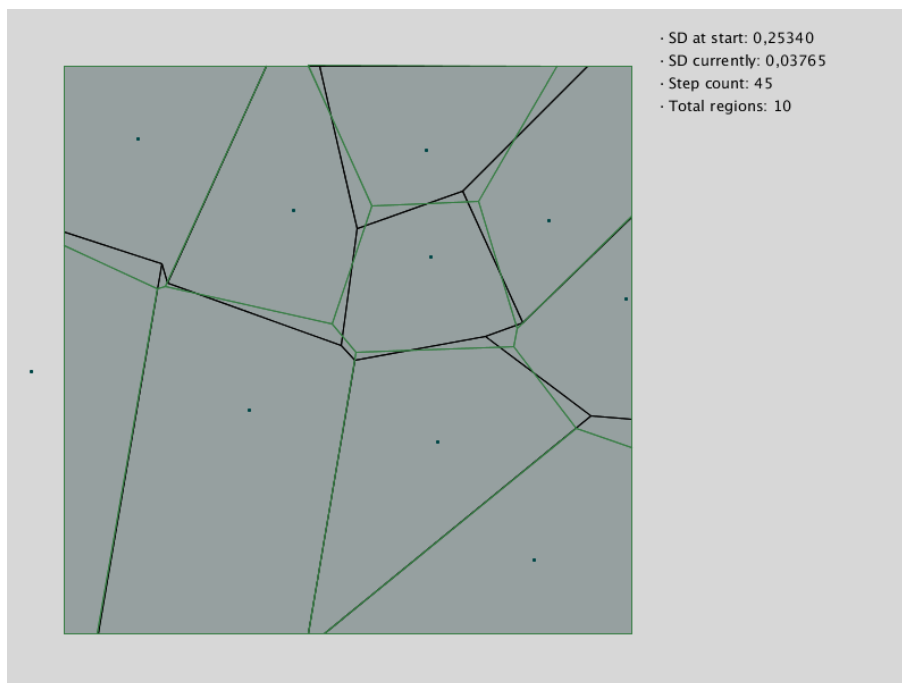 · SD at start: 0,25340
· SD currently: 0,03765
· Step count: 45
· Total regions: 10